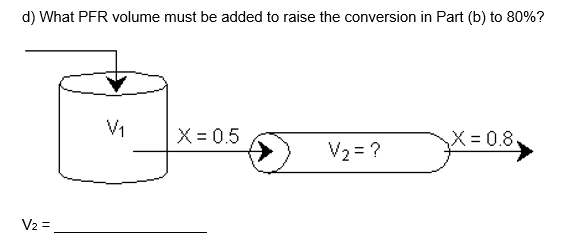 d) What PFR volume must be added to raise the conversion in Part (b) to 80%?
V1
X = 0.5
V2 = ?
X = 0.8
V2 = ____________________